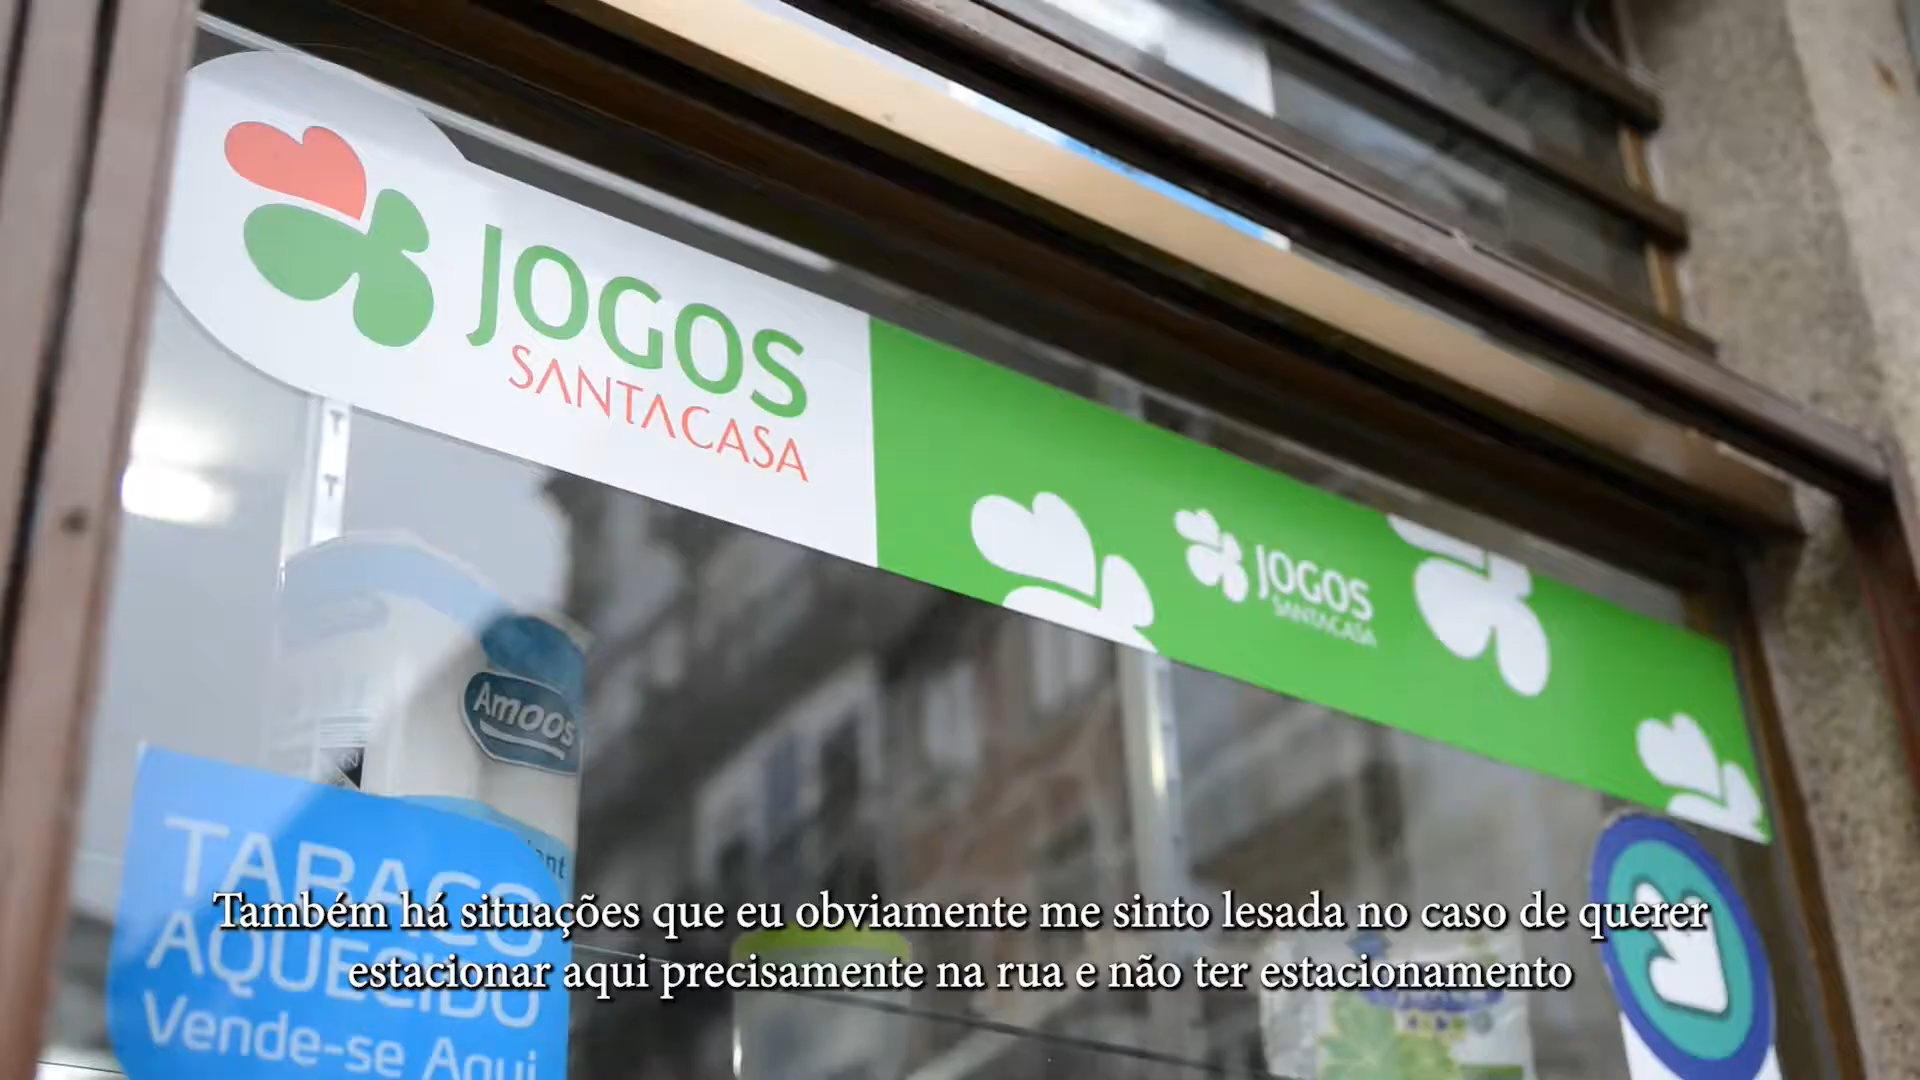 JOGOS
SANTACASA
JOGOS
SANTACASA
Amoos
TABACO
AQUECIDO
Vende-se Aqui
Também há situações que eu obviamente me sinto lesada no caso de querer
estacionar aqui precisamente na rua e não ter estacionamento